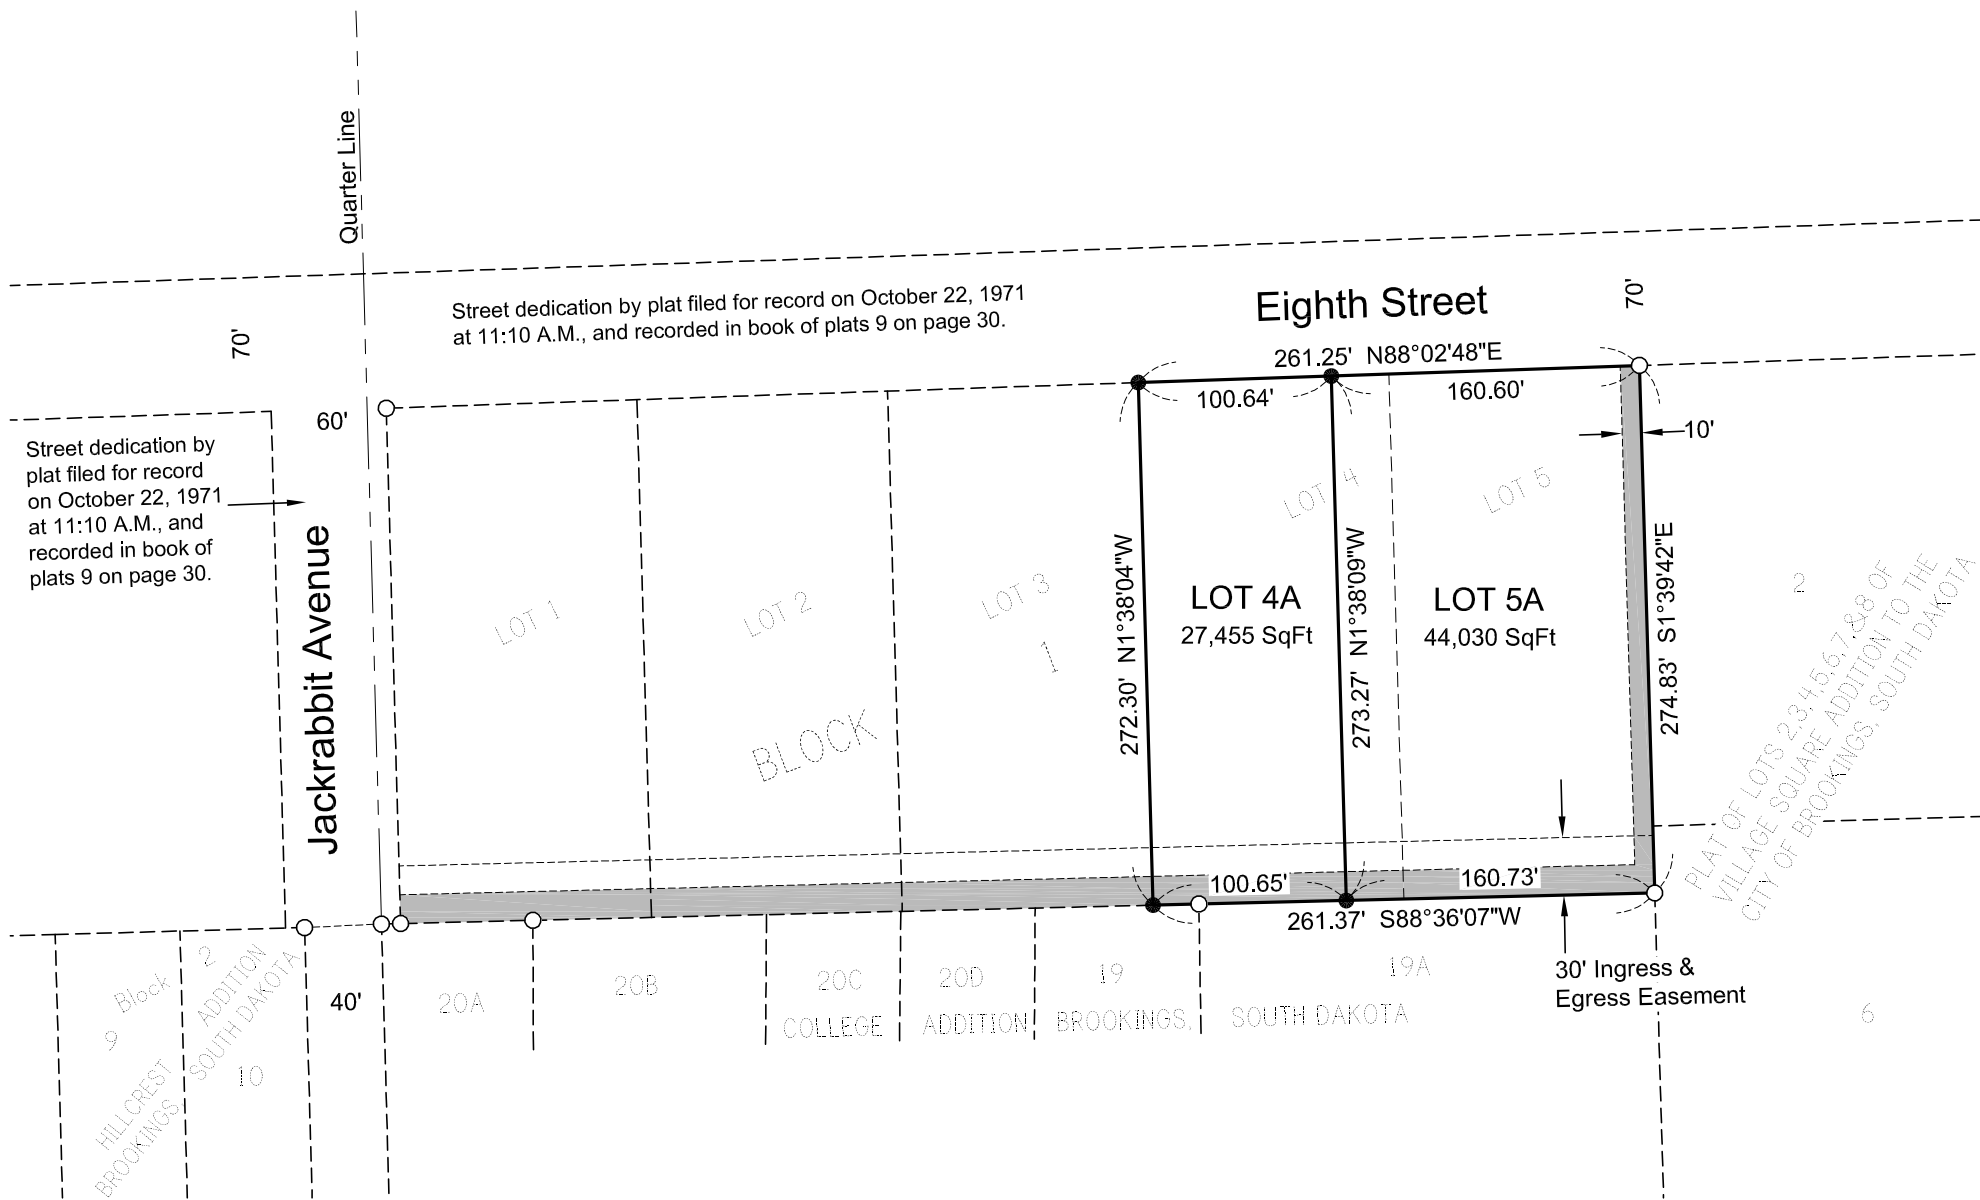 Quarter Line
70'
Street dedication by plat filed for record on October 22, 1971
at 11:10 A.M., and recorded in book of plats 9 on page 30.
Eighth Street
70'
261.25' N88°02'48"E
100.64'
160.60'
10'
60'
Street dedication by
plat filed for record
on October 22, 1971
at 11:10 A.M., and
recorded in book of
plats 9 on page 30.
Jackrabbit Avenue
LOT 1
LOT 2
LOT 3
1
BLOCK
LOT 4
LOT 5
272.30' N1°38'04"W
LOT 4A
27,455 SqFt
273.27' N1°38'09"W
LOT 5A
44,030 SqFt
274.83' S1°39'42"E
2
PLAT OF LOTS 2,3,4,5,6,7,&8 OF
VILLAGE SQUARE ADDITION TO THE
CITY OF BROOKINGS, SOUTH DAKOTA
100.65'
160.73'
261.37' S88°36'07"W
30' Ingress &
Egress Easement
6
9
Block 2
HILLCREST ADDITION
BROOKINGS, SOUTH DAKOTA
10
40'
20A
20B
20C
20D
19
19A
COLLEGE ADDITION BROOKINGS, SOUTH DAKOTA